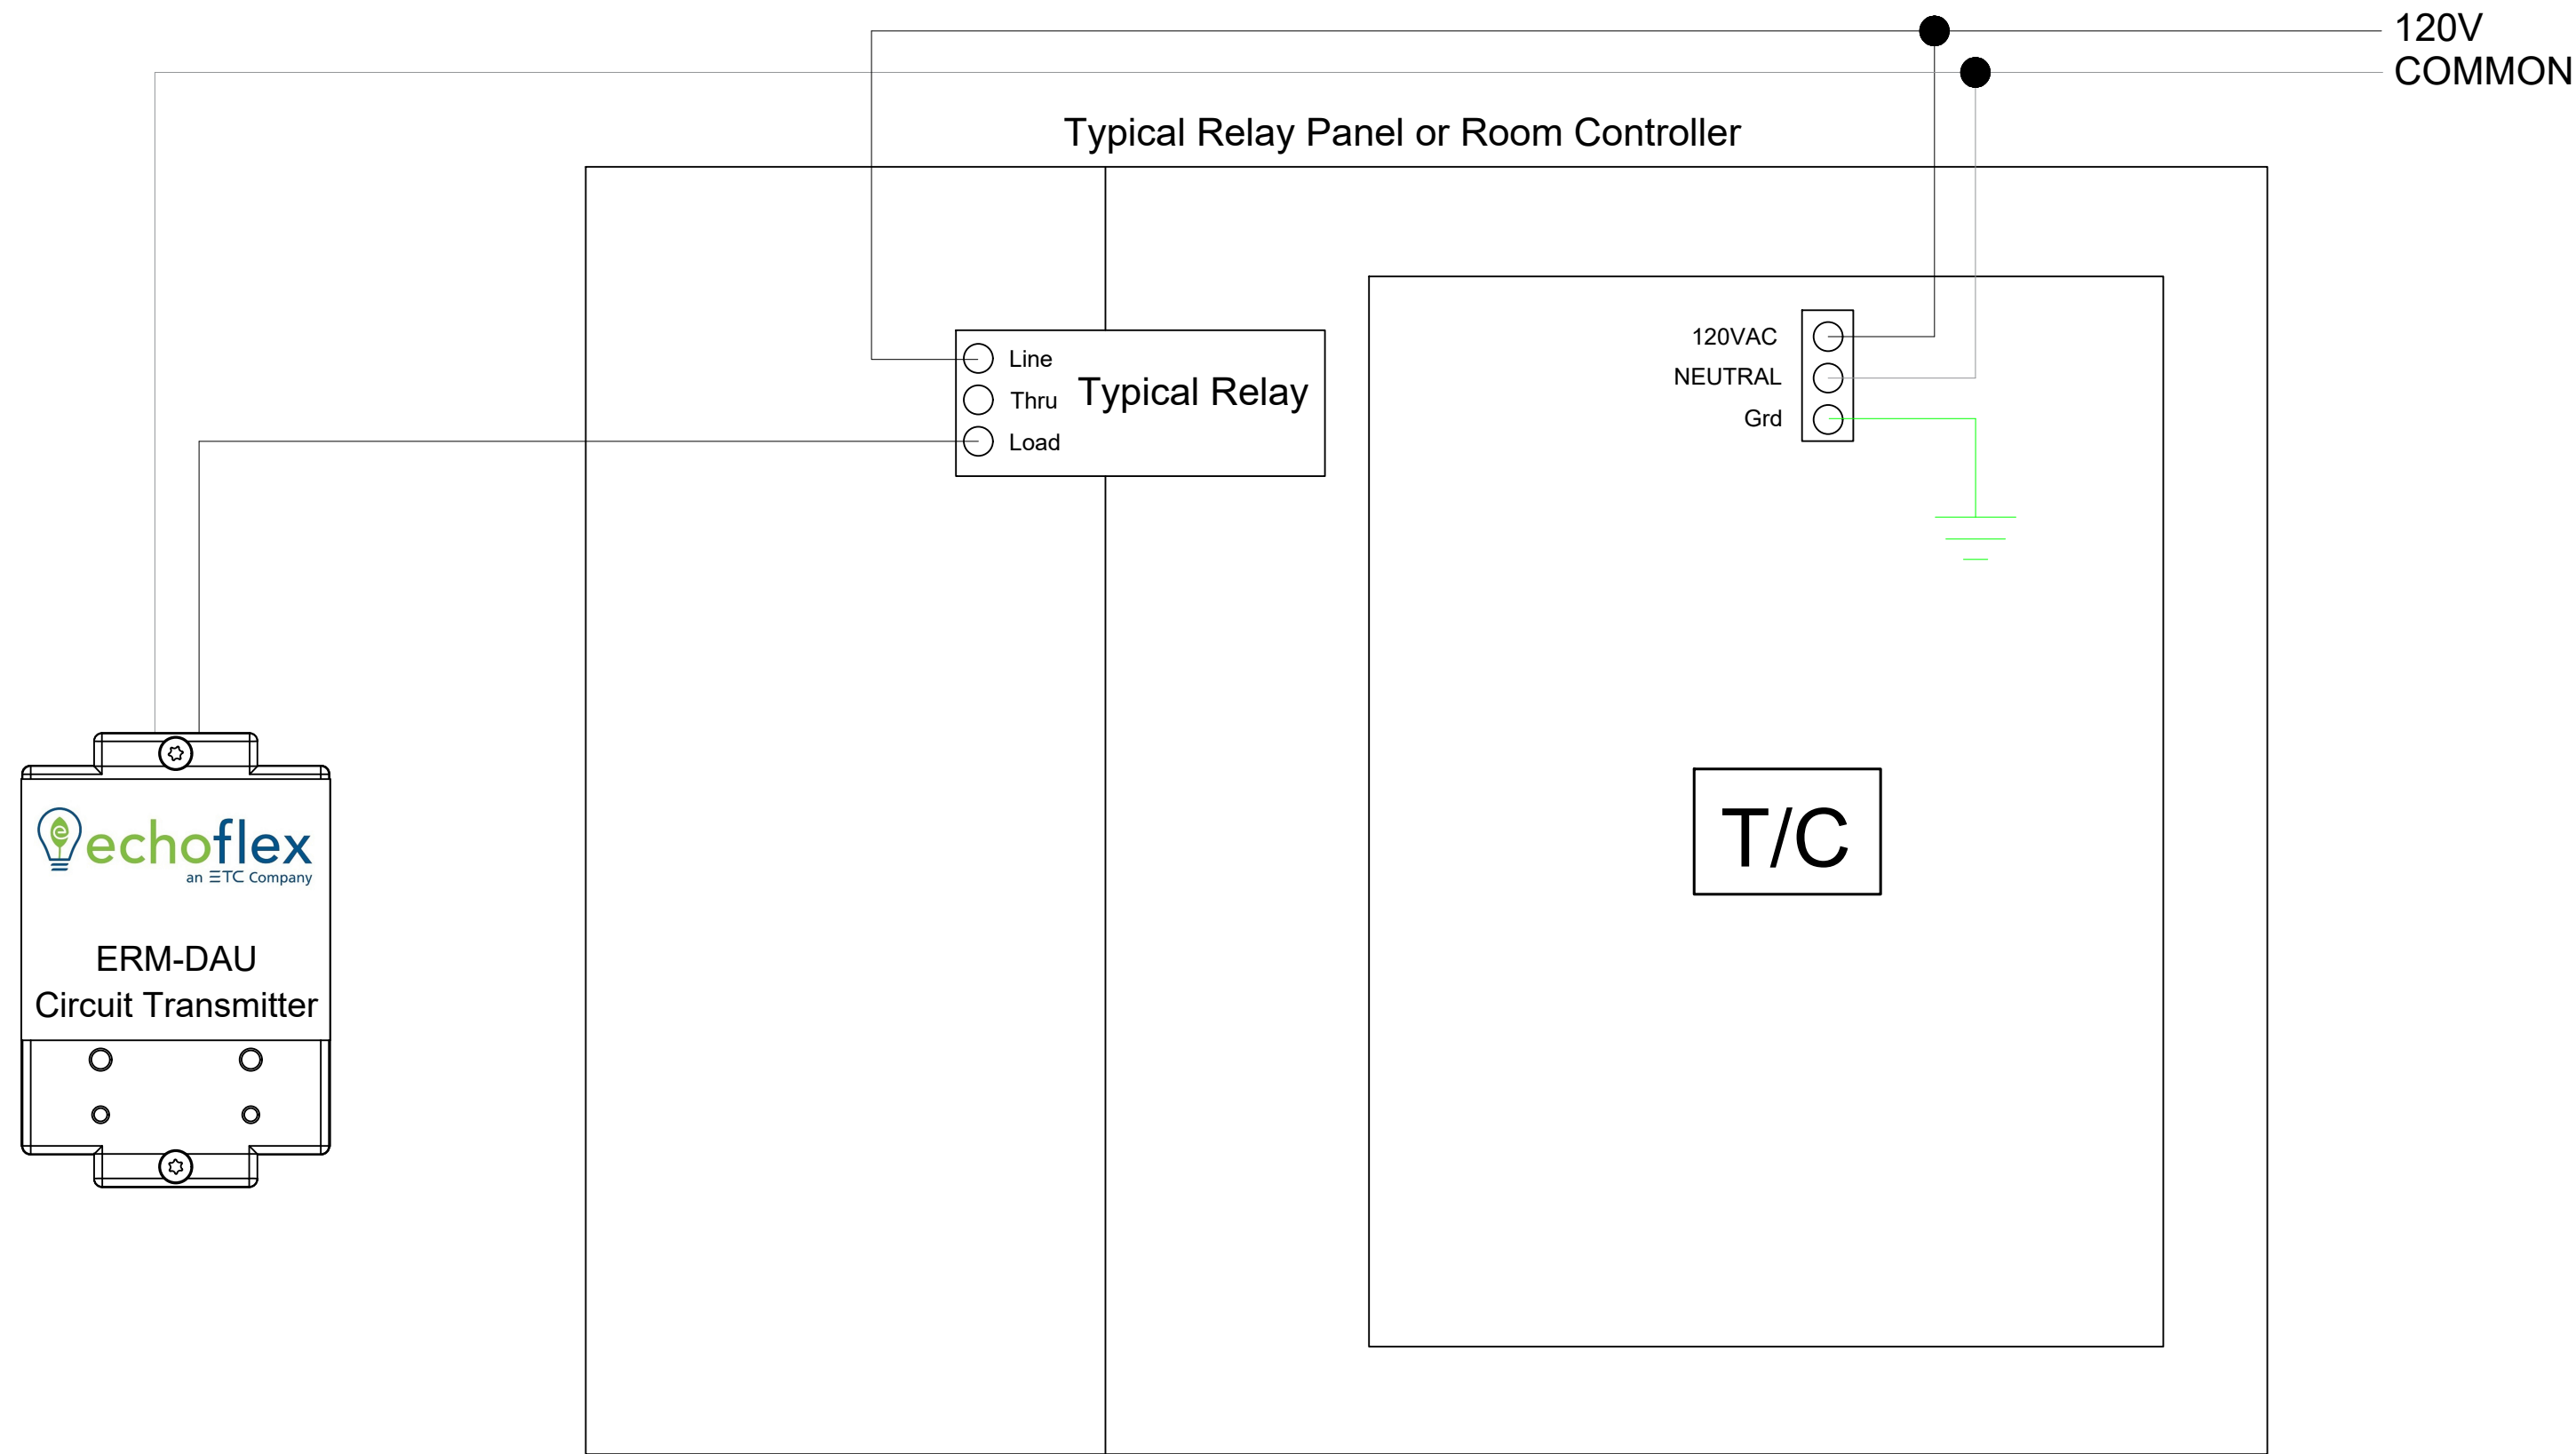 120V
COMMON
Typical Relay Panel or Room Controller
Line
Thru
Load
Typical Relay
120VAC
NEUTRAL
Grd
T/C
echoflex
an ETC Company
ERM-DAU
Circuit Transmitter